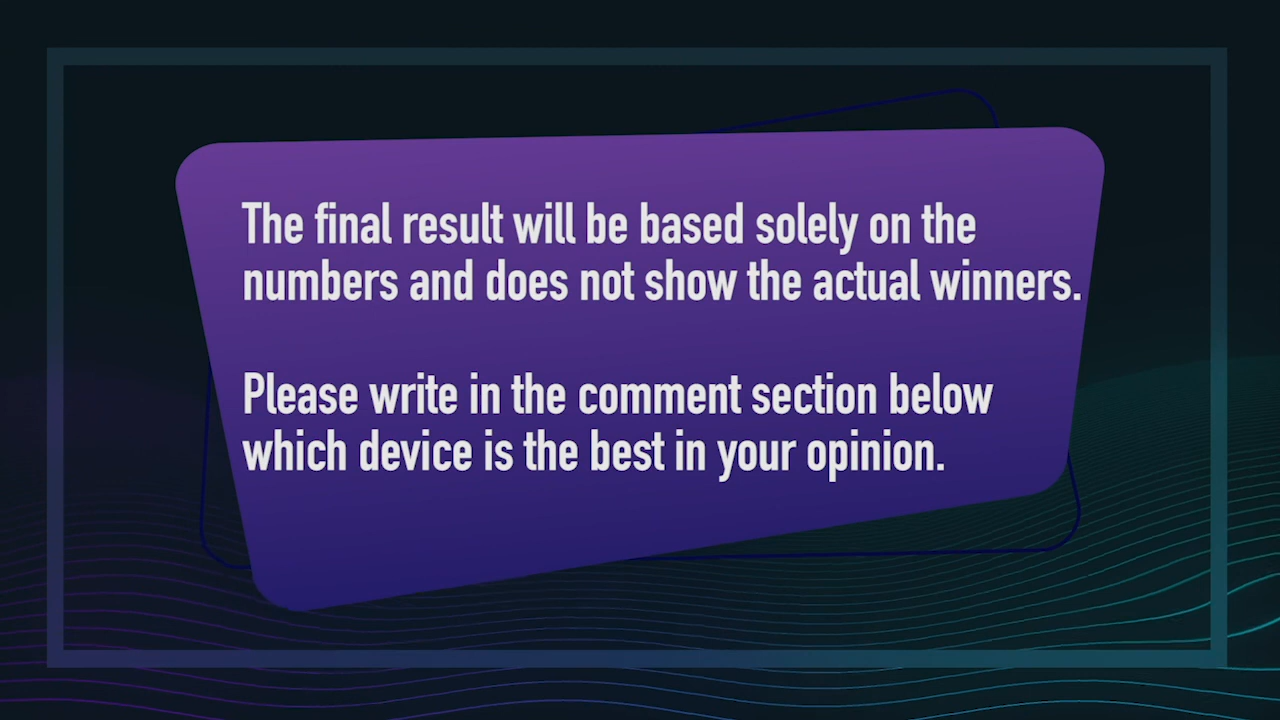 The final result will be based solely on the
numbers and does not show the actual winners.
Please write in the comment section below
which device is the best in your opinion.